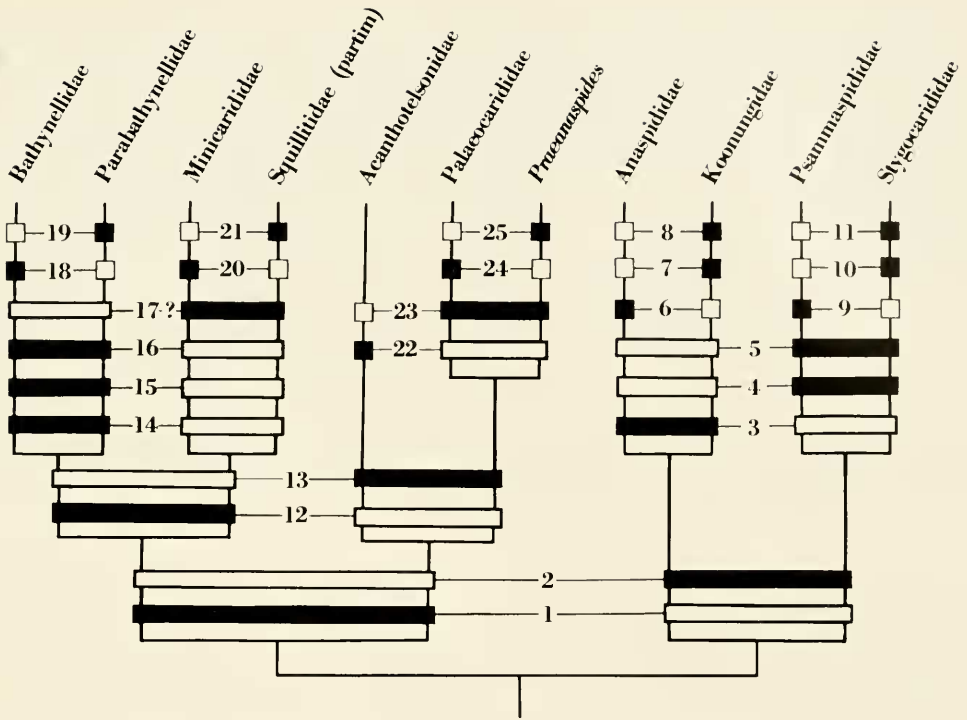 Bathynellidae
Parabathynellidae
Minicarididae
Squillitidae (partim)
Acanthotelsonidae
Palaeocarididae
Praeanaspides
Anaspididae
Koonungidae
Psammaspididae
Stygocarididae
19 21 25 8 11
18 20 24 7 10
17 ? 23 6 9
16 22 5
15 4
14 3
13
12
2
1